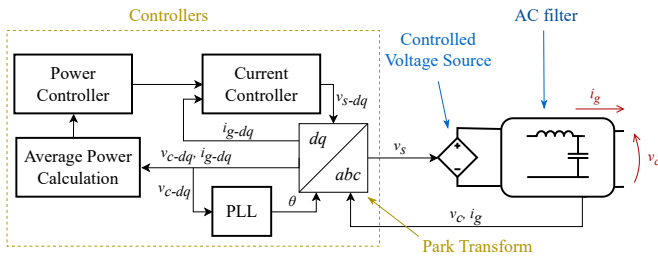 Controllers
AC filter
Controlled
Voltage Source
Power
Controller
Current
Controller
v_s-dq
i_g
i_g-dq
dq
abc
v_s
v_c
Average Power
Calculation
v_c-dq, i_g-dq
v_c-dq
PLL
θ
v_c, i_g
Park Transform